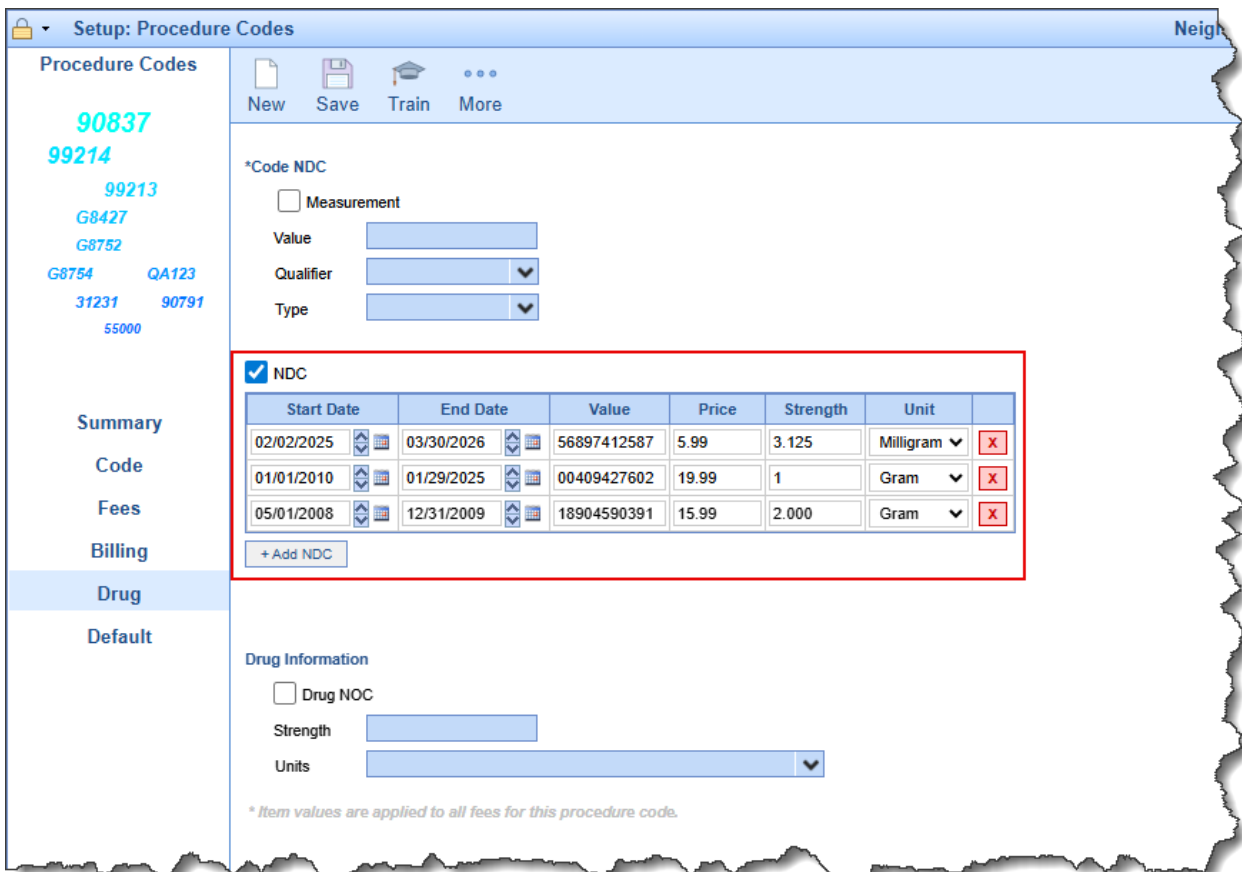 Setup: Procedure Codes
Neigh
Procedure Codes
New Save Train More
90837
99214
99213
G8427
G8752
G8754 QA123
31231 90791
55000
Summary
Code
Fees
Billing
Drug
Default
*Code NDC
Measurement
Value
Qualifier
Type
NDC
Start Date End Date Value Price Strength Unit
02/02/2025 03/30/2026 56897412587 5.99 3.125 Milligram X
01/01/2010 01/29/2025 00409427602 19.99 1 Gram X
05/01/2008 12/31/2009 18904590391 15.99 2.000 Gram X
+ Add NDC
Drug Information
Drug NOC
Strength
Units
* Item values are applied to all fees for this procedure code.